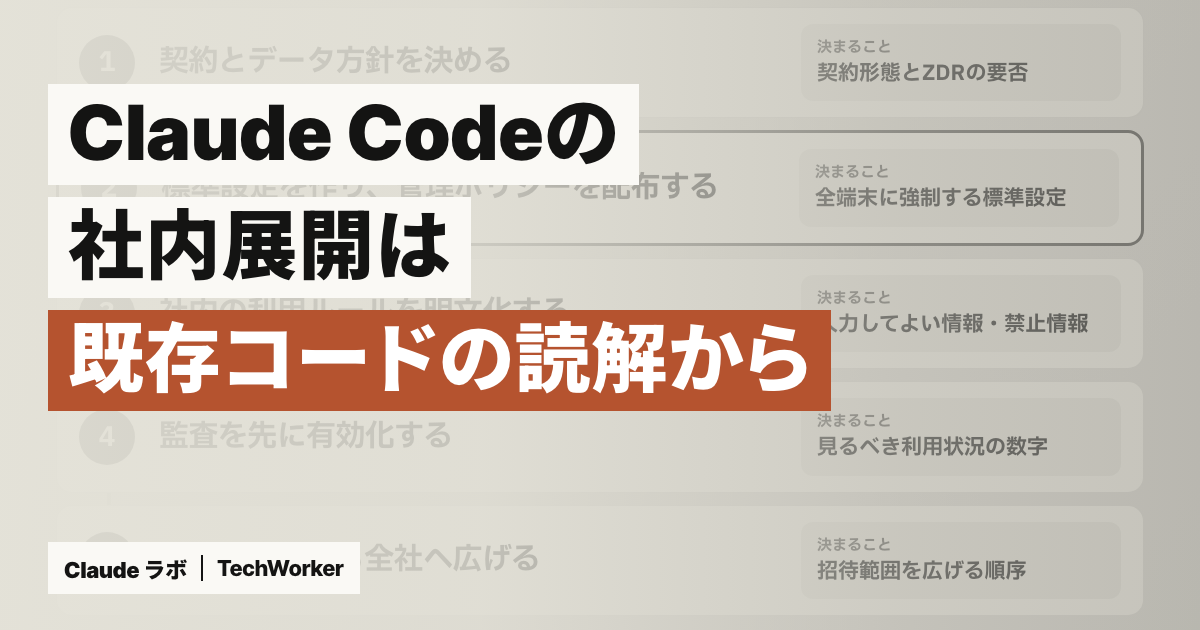 1 契約とデータ方針を決める
決まること
契約形態とZDRの要否
Claude Codeの
を配布する
決まること
全端末に強制する標準設定
社内展開は
決まること
力してよい情報・禁止情報
既存コードの読解から
4 監査を先に有効化する
決まること
見るべき利用状況の数字
全社へ広げる
決まること
招待範囲を広げる順序
Claude ラボ | TechWorker